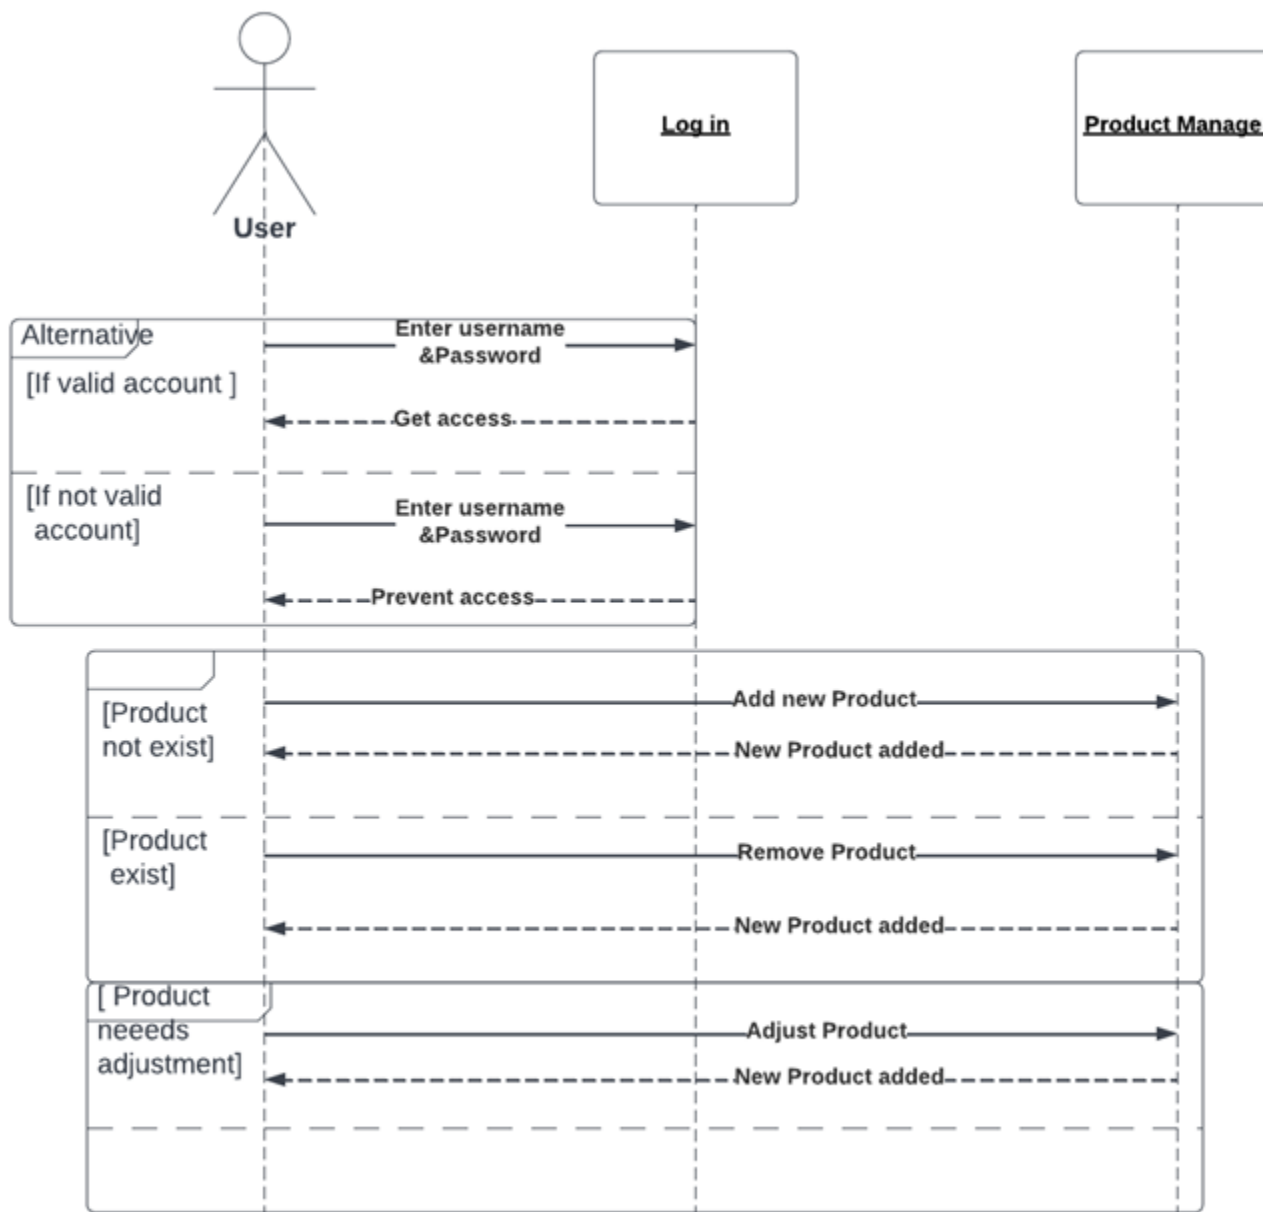 User
Log in
Product Manage
Alternative
[If valid account ]
Enter username
&Password
Get access
[If not valid
account]
Enter username
&Password
Prevent access
[Product
not exist]
Add new Product
New Product added
[Product
exist]
Remove Product
New Product added
[ Product
neeeds
adjustment]
Adjust Product
New Product added